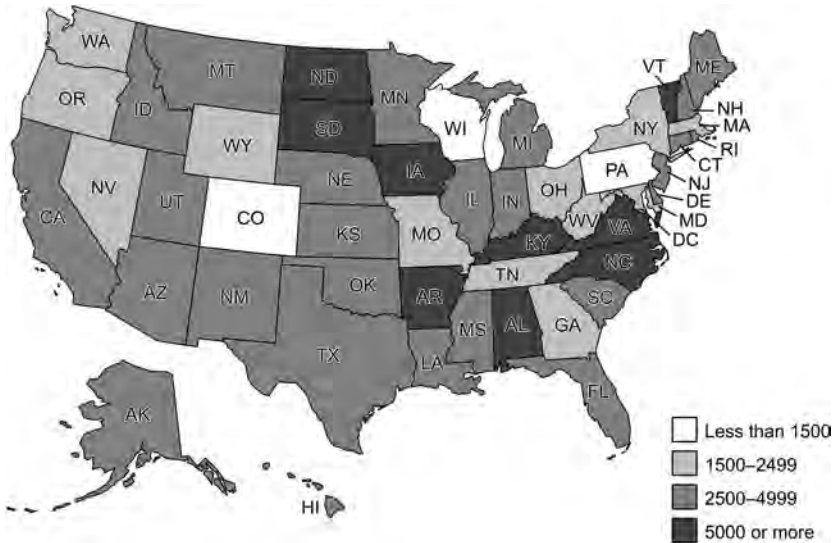 WA
MT
ND
MN
VT
ME
OR
ID
SD
WI
MI
NY
NH
MA
WY
IA
PA
RI
CT
NV
UT
NE
IL
IN
OH
NJ
DE
CA
CO
KS
MO
WV
VA
MD
DC
KY
AZ
NM
OK
AR
TN
NC
TX
MS
AL
GA
SC
LA
FL
AK
HI
Less than 1500
1500–2499
2500–4999
5000 or more